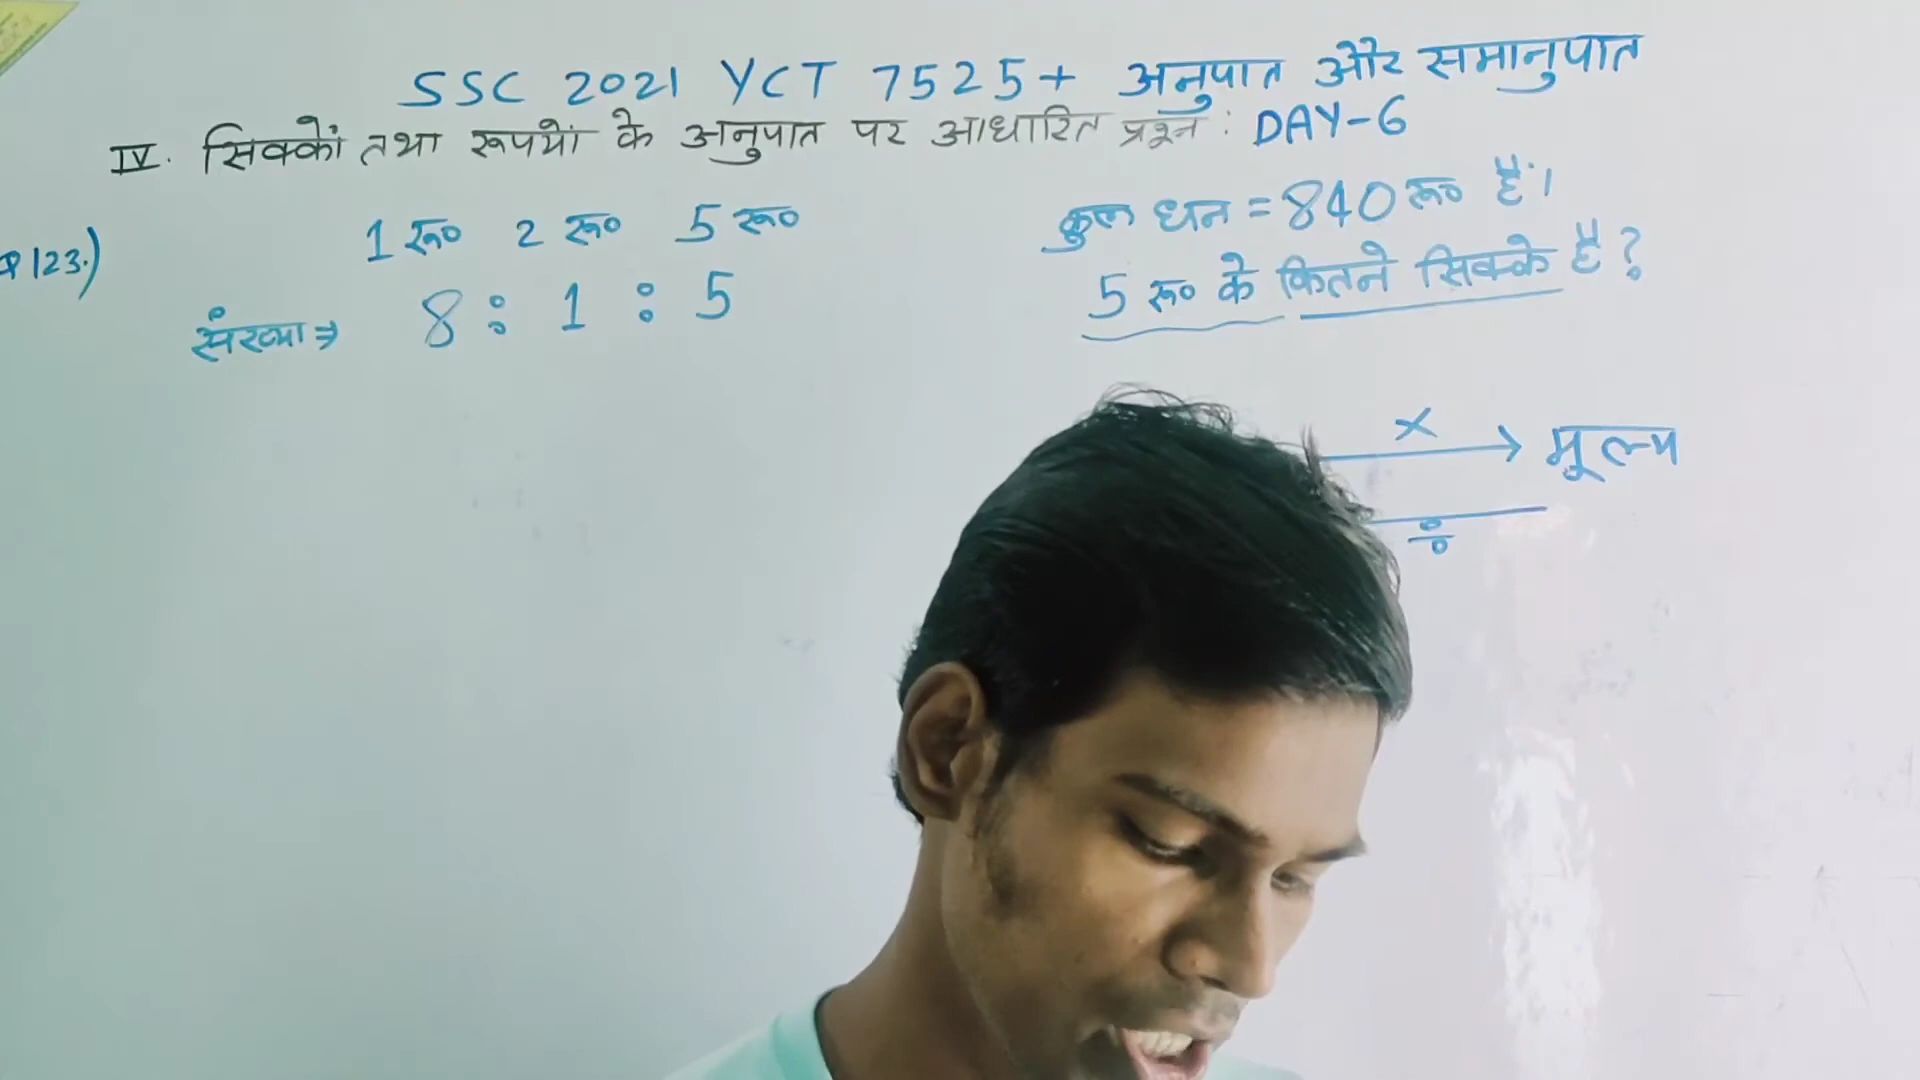 SSC 2021 YCT 7525+ अनुपात और समानुपात
IV. सिक्कों तथा रूपयों के अनुपात पर आधारित प्रश्न : DAY-6
123.) 1 रू० 2 रू० 5 रू०
संख्या ⇒ 8 : 1 : 5
कुल धन = 840 रू० है।
5 रू० के कितने सिक्के है ?
× मूल्य
÷